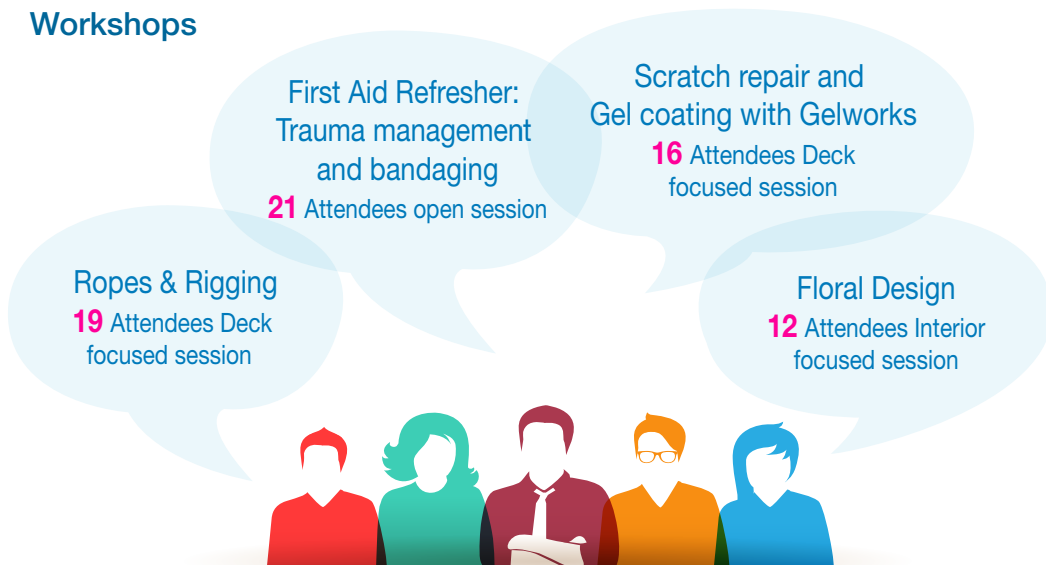 Workshops
First Aid Refresher:
Trauma management
and bandaging
21 Attendees open session
Scratch repair and
Gel coating with Gelworks
16 Attendees Deck
focused session
Ropes & Rigging
19 Attendees Deck
focused session
Floral Design
12 Attendees Interior
focused session